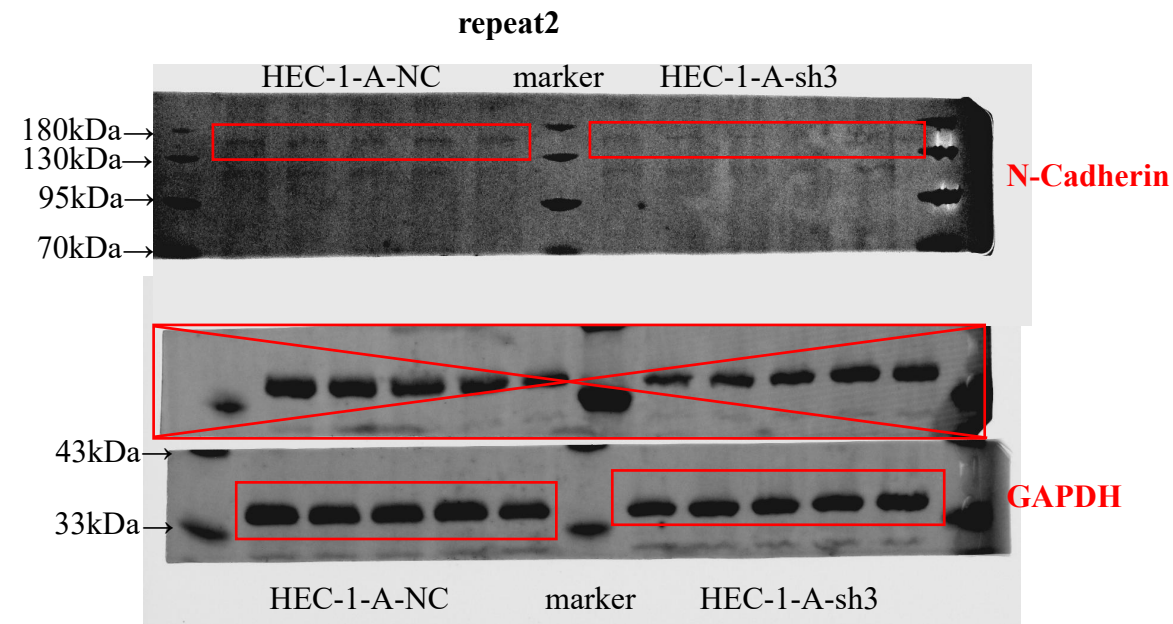 repeat2
HEC-1-A-NC marker HEC-1-A-sh3
180kDa→
130kDa→
N-Cadherin
95kDa→
70kDa→
43kDa→
GAPDH
33kDa→
HEC-1-A-NC marker HEC-1-A-sh3